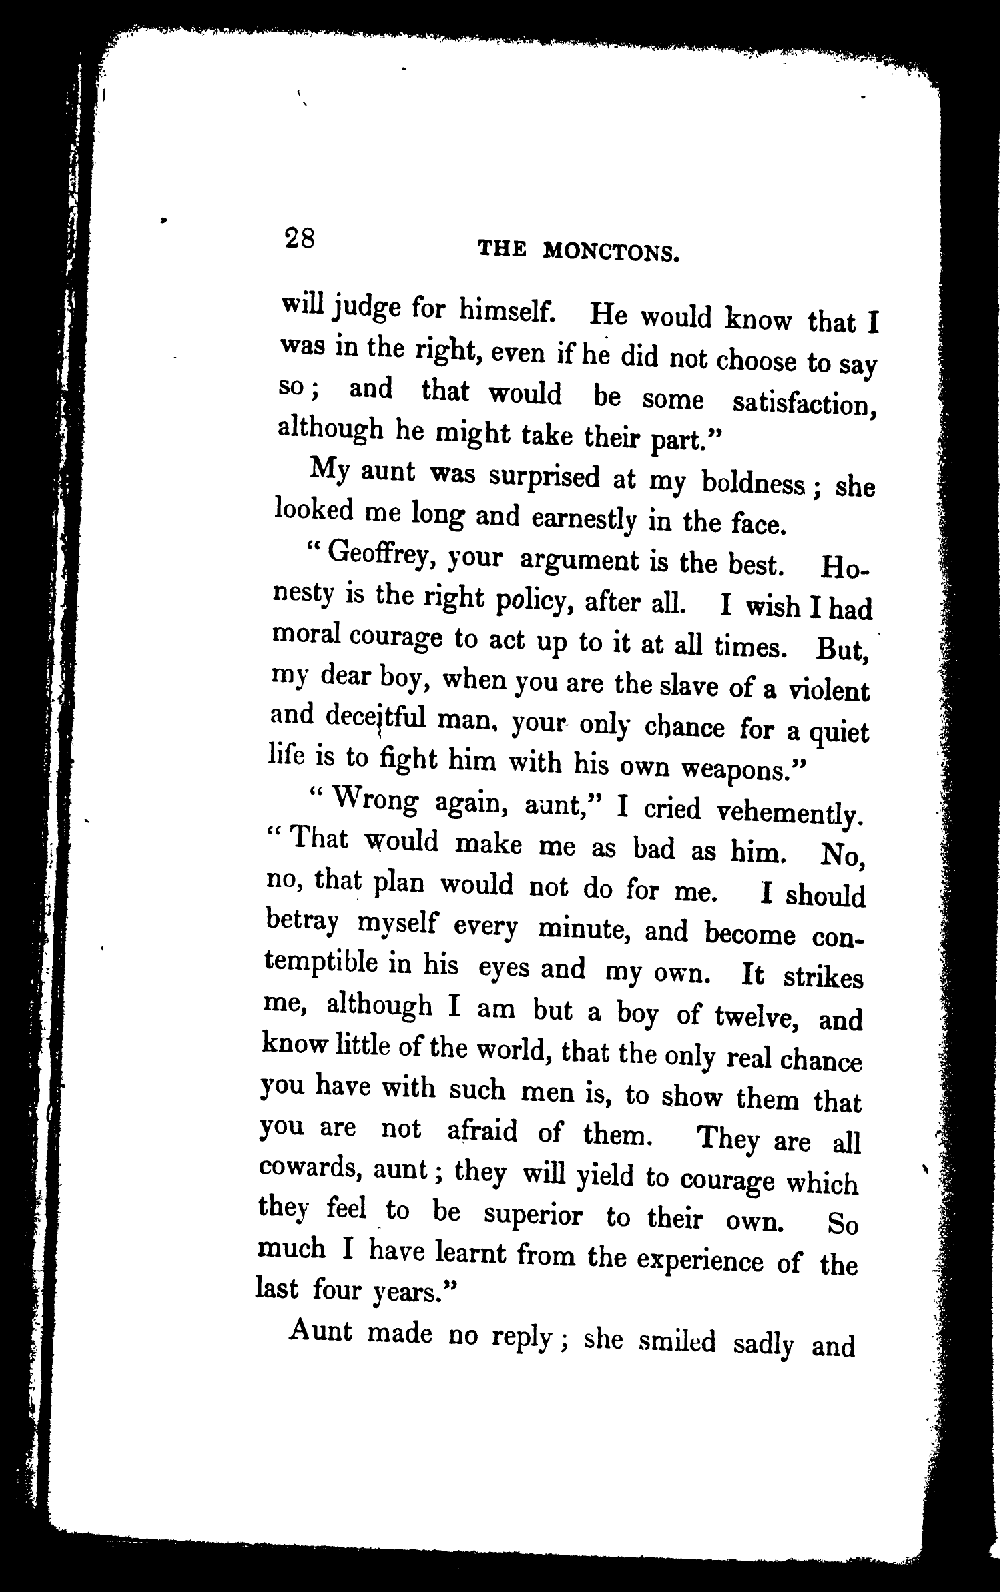 28
THE MONCTONS.
will judge for himself. He would know that I
was in the right, even if he did not choose to say
so; and that would be some satisfaction,
although he might take their part.”
My aunt was surprised at my boldness; she
looked me long and earnestly in the face.
“Geoffrey, your argument is the best. Ho-
nesty is the right policy, after all. I wish I had
moral courage to act up to it at all times. But,
my dear boy, when you are the slave of a violent
and deceitful man, your only chance for a quiet
life is to fight him with his own weapons.”
“Wrong again, aunt,” I cried vehemently.
“That would make me as bad as him. No,
no, that plan would not do for me. I should
betray myself every minute, and become con-
temptible in his eyes and my own. It strikes
me, although I am but a boy of twelve, and
know little of the world, that the only real chance
you have with such men is, to show them that
you are not afraid of them. They are all
cowards, aunt; they will yield to courage which
they feel to be superior to their own. So
much I have learnt from the experience of the
last four years.”
Aunt made no reply; she smiled sadly and